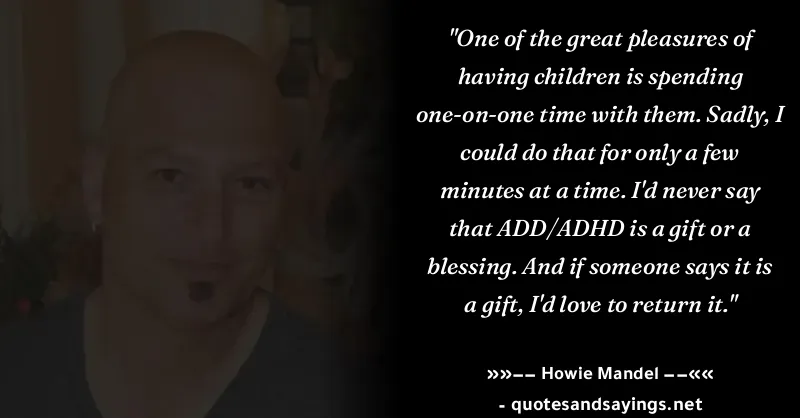 "One of the great pleasures of
having children is spending
one-on-one time with them. Sadly, I
could do that for only a few
minutes at a time. I'd never say
that ADD/ADHD is a gift or a
blessing. And if someone says it is
a gift, I'd love to return it."
»»–– Howie Mandel ––««
- quotesandsayings.net